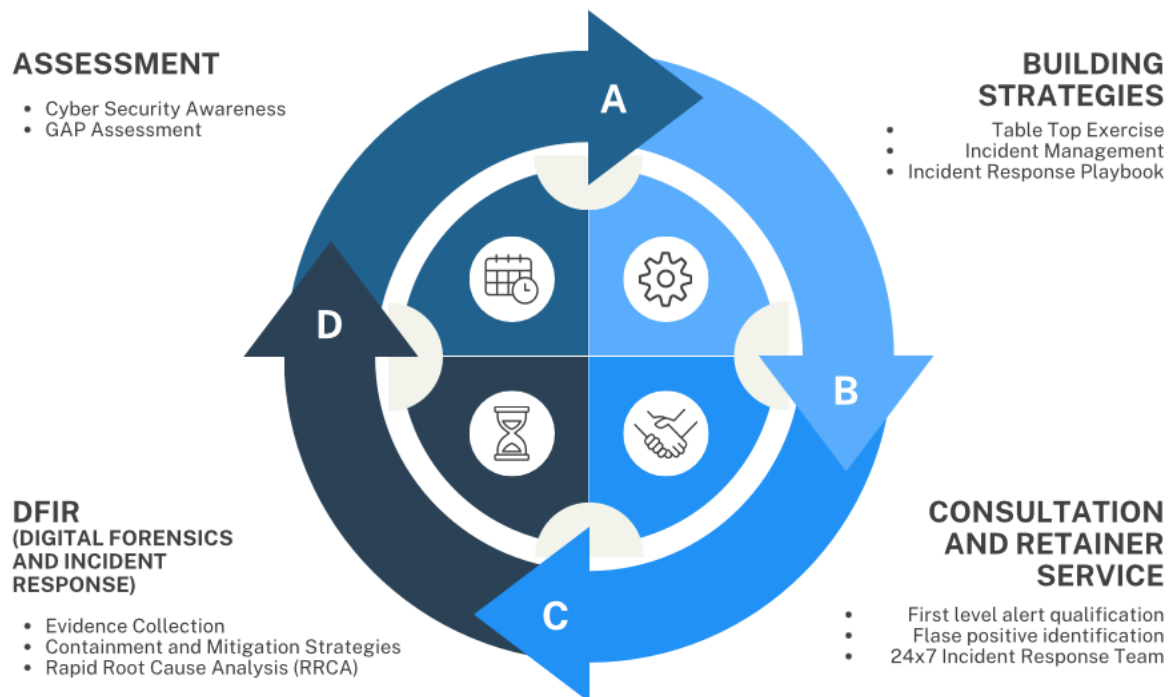 ASSESSMENT
• Cyber Security Awareness
• GAP Assessment
A
BUILDING
STRATEGIES
• Table Top Exercise
• Incident Management
• Incident Response Playbook
D
B
DFIR
(DIGITAL FORENSICS
AND INCIDENT
RESPONSE)
• Evidence Collection
• Containment and Mitigation Strategies
• Rapid Root Cause Analysis (RRCA)
C
CONSULTATION
AND RETAINER
SERVICE
• First level alert qualification
• Flase positive identification
• 24x7 Incident Response Team